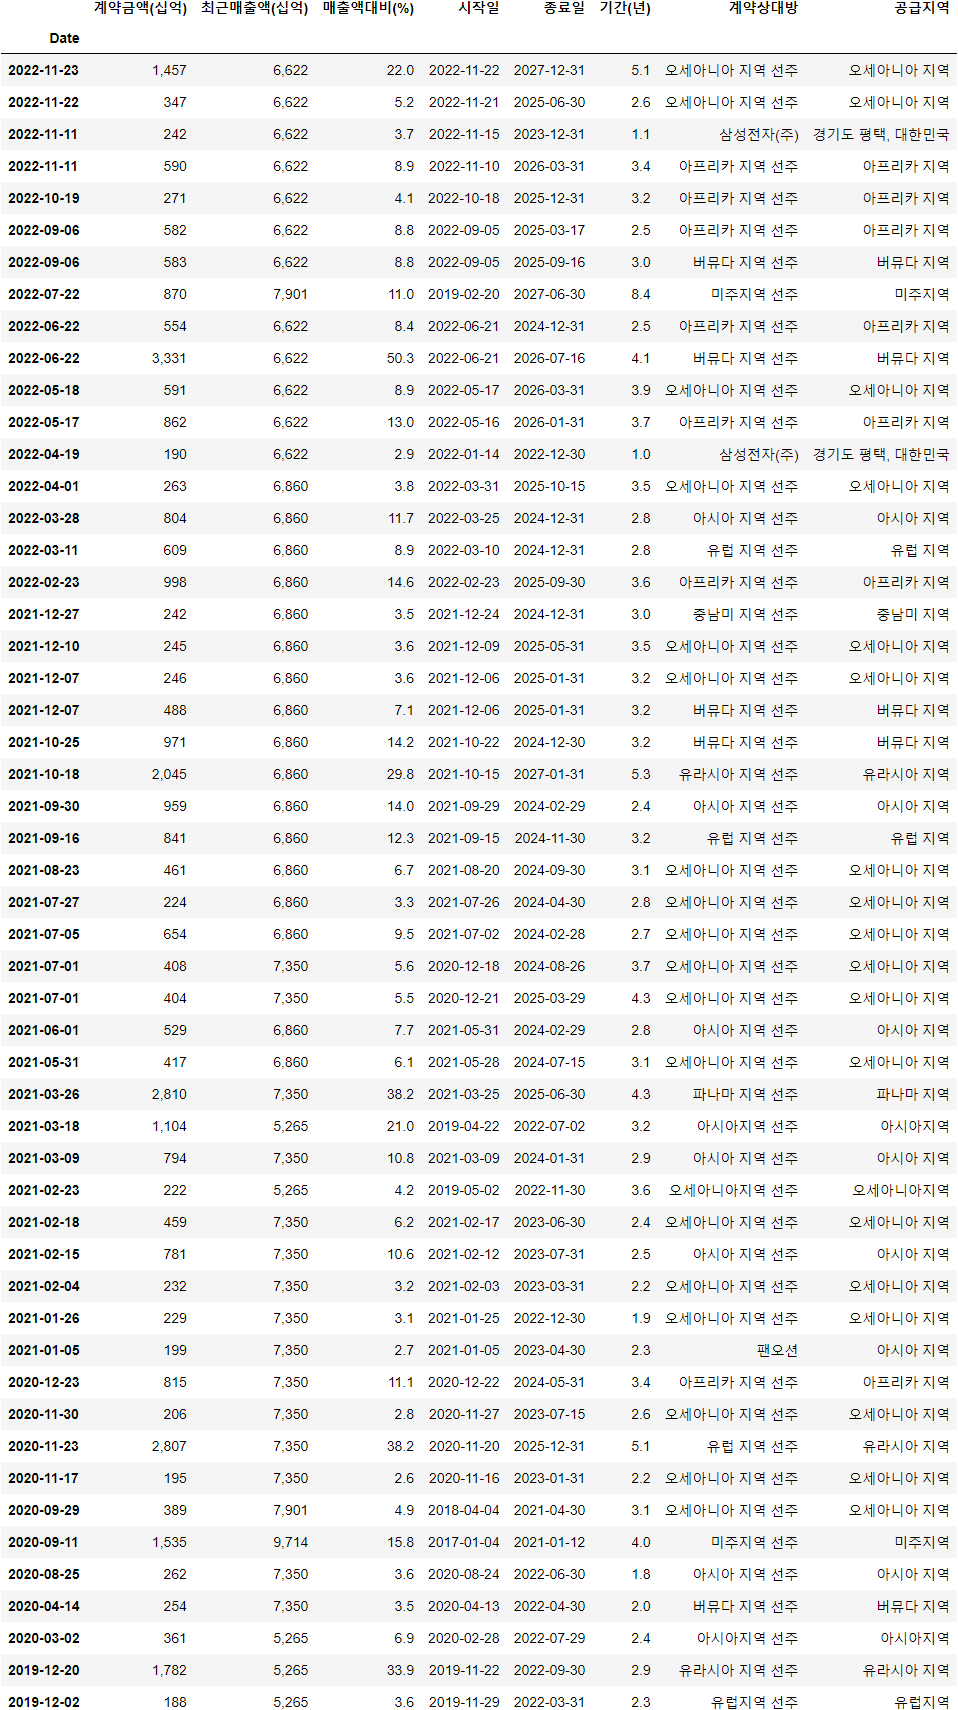 계약금액(십억) 최근매출액(십억) 매출액대비(%) 시작일 종료일 기간(년) 계약상대방 공급지역
Date
2022-11-23 1,457 6,622 22.0 2022-11-22 2027-12-31 5.1 오세아니아 지역 선주 오세아니아 지역
2022-11-22 347 6,622 5.2 2022-11-21 2025-06-30 2.6 오세아니아 지역 선주 오세아니아 지역
2022-11-11 242 6,622 3.7 2022-11-15 2023-12-31 1.1 삼성전자(주) 경기도 평택, 대한민국
2022-11-11 590 6,622 8.9 2022-11-10 2026-03-31 3.4 아프리카 지역 선주 아프리카 지역
2022-10-19 271 6,622 4.1 2022-10-18 2025-12-31 3.2 아프리카 지역 선주 아프리카 지역
2022-09-06 582 6,622 8.8 2022-09-05 2025-03-17 2.5 아프리카 지역 선주 아프리카 지역
2022-09-06 583 6,622 8.8 2022-09-05 2025-09-16 3.0 버뮤다 지역 선주 버뮤다 지역
2022-07-22 870 7,901 11.0 2019-02-20 2027-06-30 8.4 미주지역 선주 미주지역
2022-06-22 554 6,622 8.4 2022-06-21 2024-12-31 2.5 아프리카 지역 선주 아프리카 지역
2022-06-22 3,331 6,622 50.3 2022-06-21 2026-07-16 4.1 버뮤다 지역 선주 버뮤다 지역
2022-05-18 591 6,622 8.9 2022-05-17 2026-03-31 3.9 오세아니아 지역 선주 오세아니아 지역
2022-05-17 862 6,622 13.0 2022-05-16 2026-01-31 3.7 아프리카 지역 선주 아프리카 지역
2022-04-19 190 6,622 2.9 2022-01-14 2022-12-30 1.0 삼성전자(주) 경기도 평택, 대한민국
2022-04-01 263 6,860 3.8 2022-03-31 2025-10-15 3.5 오세아니아 지역 선주 오세아니아 지역
2022-03-28 804 6,860 11.7 2022-03-25 2024-12-31 2.8 아시아 지역 선주 아시아 지역
2022-03-11 609 6,860 8.9 2022-03-10 2024-12-31 2.8 유럽 지역 선주 유럽 지역
2022-02-23 998 6,860 14.6 2022-02-23 2025-09-30 3.6 아프리카 지역 선주 아프리카 지역
2021-12-27 242 6,860 3.5 2021-12-24 2024-12-31 3.0 중남미 지역 선주 중남미 지역
2021-12-10 245 6,860 3.6 2021-12-09 2025-05-31 3.5 오세아니아 지역 선주 오세아니아 지역
2021-12-07 246 6,860 3.6 2021-12-06 2025-01-31 3.2 오세아니아 지역 선주 오세아니아 지역
2021-12-07 488 6,860 7.1 2021-12-06 2025-01-31 3.2 버뮤다 지역 선주 버뮤다 지역
2021-10-25 971 6,860 14.2 2021-10-22 2024-12-30 3.2 버뮤다 지역 선주 버뮤다 지역
2021-10-18 2,045 6,860 29.8 2021-10-15 2027-01-31 5.3 유라시아 지역 선주 유라시아 지역
2021-09-30 959 6,860 14.0 2021-09-29 2024-02-29 2.4 아시아 지역 선주 아시아 지역
2021-09-16 841 6,860 12.3 2021-09-15 2024-11-30 3.2 유럽 지역 선주 유럽 지역
2021-08-23 461 6,860 6.7 2021-08-20 2024-09-30 3.1 오세아니아 지역 선주 오세아니아 지역
2021-07-27 224 6,860 3.3 2021-07-26 2024-04-30 2.8 오세아니아 지역 선주 오세아니아 지역
2021-07-05 654 6,860 9.5 2021-07-02 2024-02-28 2.7 오세아니아 지역 선주 오세아니아 지역
2021-07-01 408 7,350 5.6 2020-12-18 2024-08-26 3.7 오세아니아 지역 선주 오세아니아 지역
2021-07-01 404 7,350 5.5 2020-12-21 2025-03-29 4.3 오세아니아 지역 선주 오세아니아 지역
2021-06-01 529 6,860 7.7 2021-05-31 2024-02-29 2.8 아시아 지역 선주 아시아 지역
2021-05-31 417 6,860 6.1 2021-05-28 2024-07-15 3.1 오세아니아 지역 선주 오세아니아 지역
2021-03-26 2,810 7,350 38.2 2021-03-25 2025-06-30 4.3 파나마 지역 선주 파나마 지역
2021-03-18 1,104 5,265 21.0 2019-04-22 2022-07-02 3.2 아시아지역 선주 아시아지역
2021-03-09 794 7,350 10.8 2021-03-09 2024-01-31 2.9 아시아 지역 선주 아시아 지역
2021-02-23 222 5,265 4.2 2019-05-02 2022-11-30 3.6 오세아니아지역 선주 오세아니아지역
2021-02-18 459 7,350 6.2 2021-02-17 2023-06-30 2.4 오세아니아 지역 선주 오세아니아 지역
2021-02-15 781 7,350 10.6 2021-02-12 2023-07-31 2.5 아시아 지역 선주 아시아 지역
2021-02-04 232 7,350 3.2 2021-02-03 2023-03-31 2.2 오세아니아 지역 선주 오세아니아 지역
2021-01-26 229 7,350 3.1 2021-01-25 2022-12-30 1.9 오세아니아 지역 선주 오세아니아 지역
2021-01-05 199 7,350 2.7 2021-01-05 2023-04-30 2.3 팬오션 아시아 지역
2020-12-23 815 7,350 11.1 2020-12-22 2024-05-31 3.4 아프리카 지역 선주 아프리카 지역
2020-11-30 206 7,350 2.8 2020-11-27 2023-07-15 2.6 오세아니아 지역 선주 오세아니아 지역
2020-11-23 2,807 7,350 38.2 2020-11-20 2025-12-31 5.1 유럽 지역 선주 유라시아 지역
2020-11-17 195 7,350 2.6 2020-11-16 2023-01-31 2.2 오세아니아 지역 선주 오세아니아 지역
2020-09-29 389 7,901 4.9 2018-04-04 2021-04-30 3.1 오세아니아 지역 선주 오세아니아 지역
2020-09-11 1,535 9,714 15.8 2017-01-04 2021-01-12 4.0 미주지역 선주 미주지역
2020-08-25 262 7,350 3.6 2020-08-24 2022-06-30 1.8 아시아 지역 선주 아시아 지역
2020-04-14 254 7,350 3.5 2020-04-13 2022-04-30 2.0 버뮤다 지역 선주 버뮤다 지역
2020-03-02 361 5,265 6.9 2020-02-28 2022-07-29 2.4 아시아지역 선주 아시아지역
2019-12-20 1,782 5,265 33.9 2019-11-22 2022-09-30 2.9 유라시아 지역 선주 유라시아 지역
2019-12-02 188 5,265 3.6 2019-11-29 2022-03-31 2.3 유럽지역 선주 유럽지역